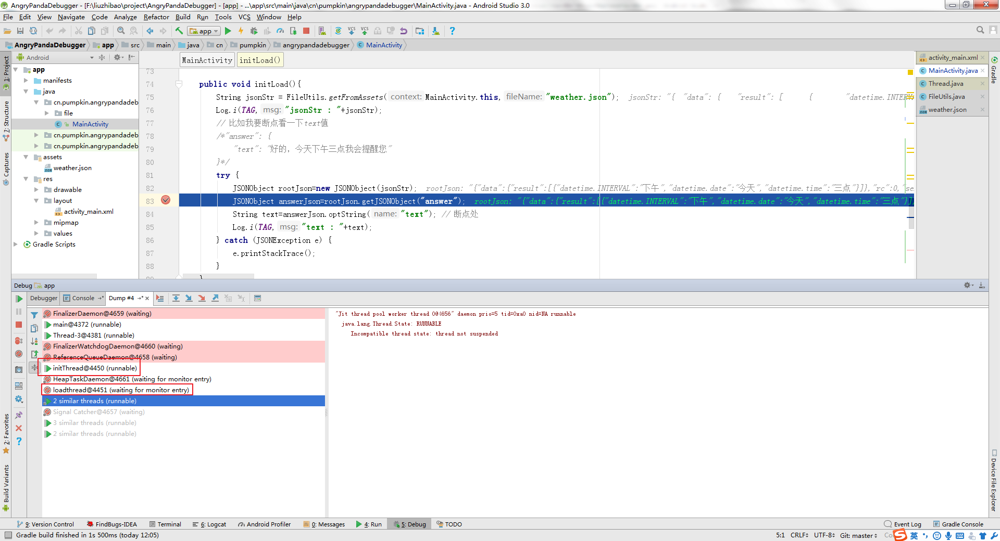 AngryPandaDebugger - [F:\liuzhibao\project\AngryPandaDebugger] - [app] - ...\app\src\main\java\cn\pumpkin\angrypandadebugger\MainActivity.java - Android Studio 3.0
File Edit View Navigate Code Analyze Refactor Build Run Tools VCS Window Help
app
AngryPandaDebugger app src main java cn pumpkin angrypandadebugger MainActivity
Android
1: Project
7: Structure
Captures
2: Favorites
Build Variants
app
manifests
java
cn.pumpkin.angrypandadeb
file
MainActivity
cn.pumpkin.angrypandadeb
cn.pumpkin.angrypandadeb
assets
weather.json
res
drawable
layout
activity_main.xml
mipmap
values
Gradle Scripts
MainActivity initLoad()
73
74 public void initLoad(){
75 String jsonStr = FileUtils.getFromAssets( context: MainActivity.this, fileName: "weather.json"); jsonStr: "{ "data": { "result": [ { "datetime.INTERV
76 Log.i(TAG, msg: "jsonStr : "+jsonStr);
77 // 比如我要断点看一下text值
78 /*"answer": {
79 "text": "好的，今天下午三点我会提醒您"
80 }*/
81 try {
82 JSONObject rootJson=new JSONObject(jsonStr); rootJson: "{"data":{"result":[{"datetime.INTERVAL":"下午","datetime.date":"今天","datetime.time":"三点"}]},"rc":0,"se
83 JSONObject answerJson=rootJson.getJSONObject("answer"); rootJson: "{"data":{"result":[{"datetime.INTERVAL":"下午","datetime.date":"今天","datetime.time":"三点"}]}
84 String text=answerJson.optString( name: "text"); // 断点处
85 Log.i(TAG, msg: "text : "+text);
86 } catch (JSONException e) {
87 e.printStackTrace();
88 }
89 }
activity_main.xml
MainActivity.java
Thread.java
FileUtils.java
weather.json
Gradle
Device File Explorer
Debug app
Debugger Console Dump #4
FinalizerDaemon@4659 (waiting)
main@4372 (runnable)
Thread-3@4381 (runnable)
FinalizerWatchdogDaemon@4660 (waiting)
ReferenceQueueDaemon@4658 (waiting)
initThread@4450 (runnable)
HeapTaskDaemon@4661 (waiting for monitor entry)
loadthread@4451 (waiting for monitor entry)
2 similar threads (runnable)
Signal Catcher@4657 (waiting)
3 similar threads (runnable)
2 similar threads (runnable)
"Jit thread pool worker thread 0@4656" daemon prio=5 tid=0xa0 nid=NA runnable
java.lang.Thread.State: RUNNABLE
Incompatible thread state: thread not suspended
9: Version Control FindBugs-IDEA Terminal 6: Logcat Android Profiler 0: Messages 4: Run 5: Debug TODO Event Log Gradle Console
Gradle build finished in 1s 500ms (today 12:05) 5:1 CRLF UTF-8 Git: master Co 英